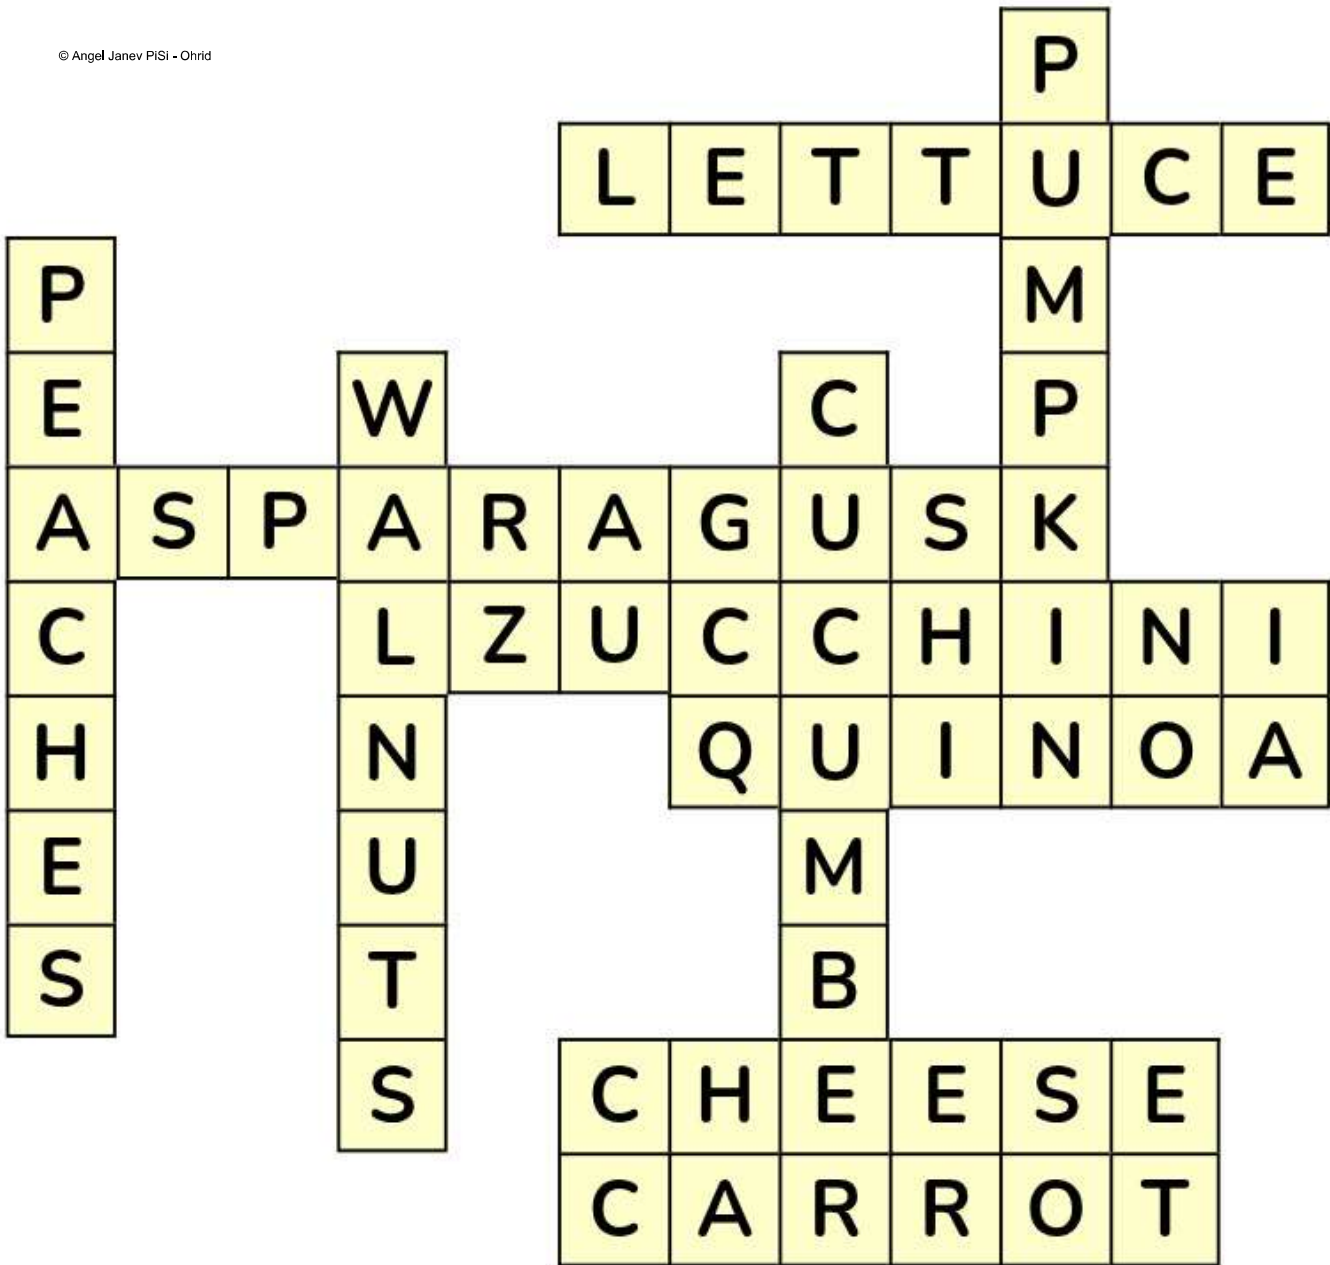 © Angel Janev PiSi - Ohrid
P
LETTUCE
P M
E W C P
ASPARAGUSK
C LZUCCHINI
H N QUINOA
E U M
S T B
S CHEESE
CARROT